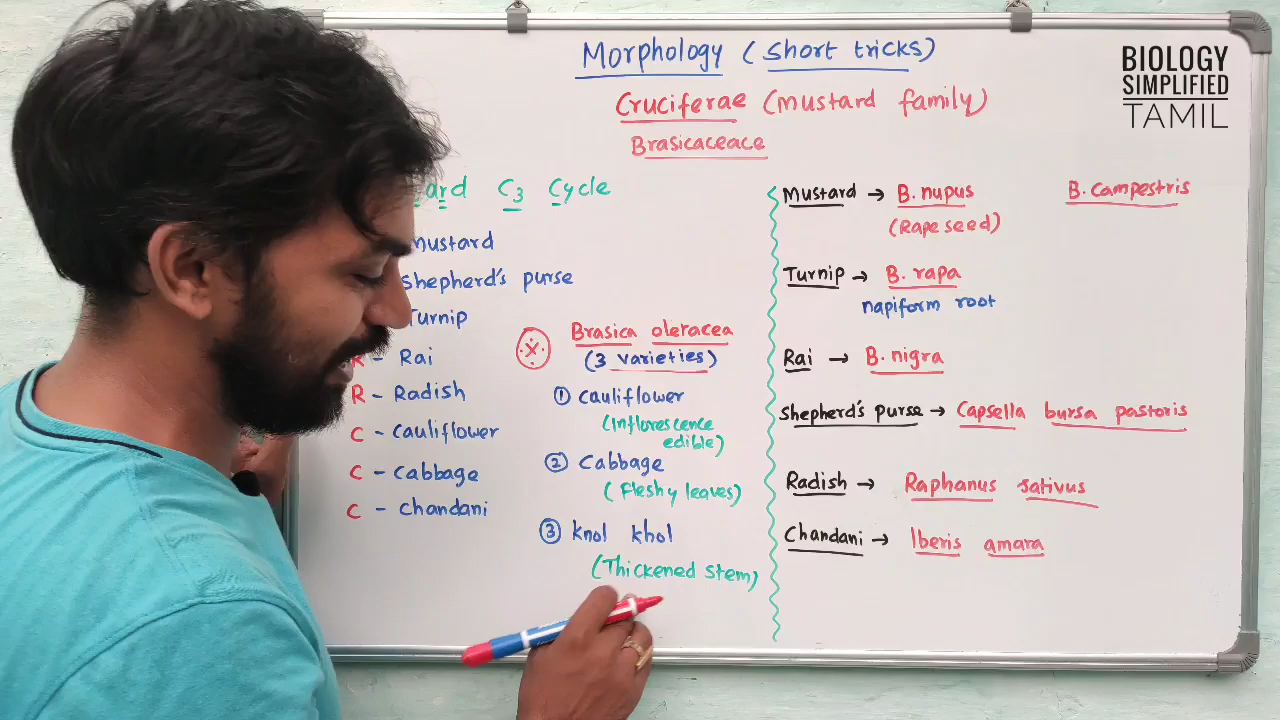 Morphology (short tricks)
BIOLOGY
SIMPLIFIED
TAMIL
Cruciferae (mustard family)
Brasicaceace
C3 Cycle
mustard
shepherd's purse
Turnip
R - Rai
R - Radish
C - cauliflower
C - cabbage
C - chandani
Brasica oleracea
(3 varieties)
① cauliflower
(Inflorescence
edible)
② cabbage
(Fleshy leaves)
③ knol khol
(Thickened stem)
Mustard → B. nupus
B. campestris
(Rape seed)
Turnip → B. rapa
napiform root
Rai → B. nigra
shepherd's purse → Capsella bursa pastoris
Radish → Raphanus sativus
Chandani → Iberis amara